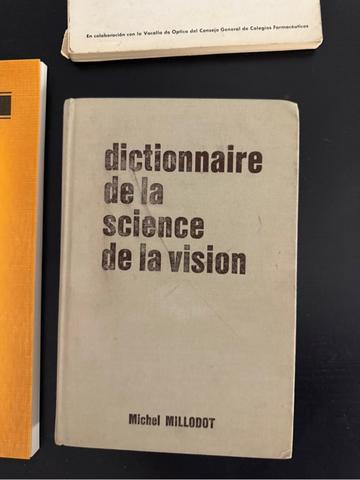 En colaboración con la Vocalía de Optica del Consejo General de Colegios Farmacéuticos
dictionnaire
de la
science
de la vision
Michel MILLODOT